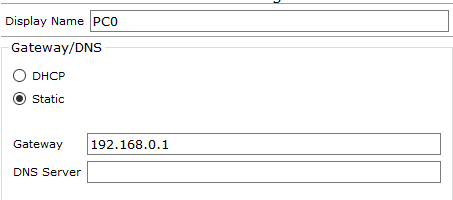 Display Name PC0
Gateway/DNS
DHCP
Static
Gateway 192.168.0.1
DNS Server